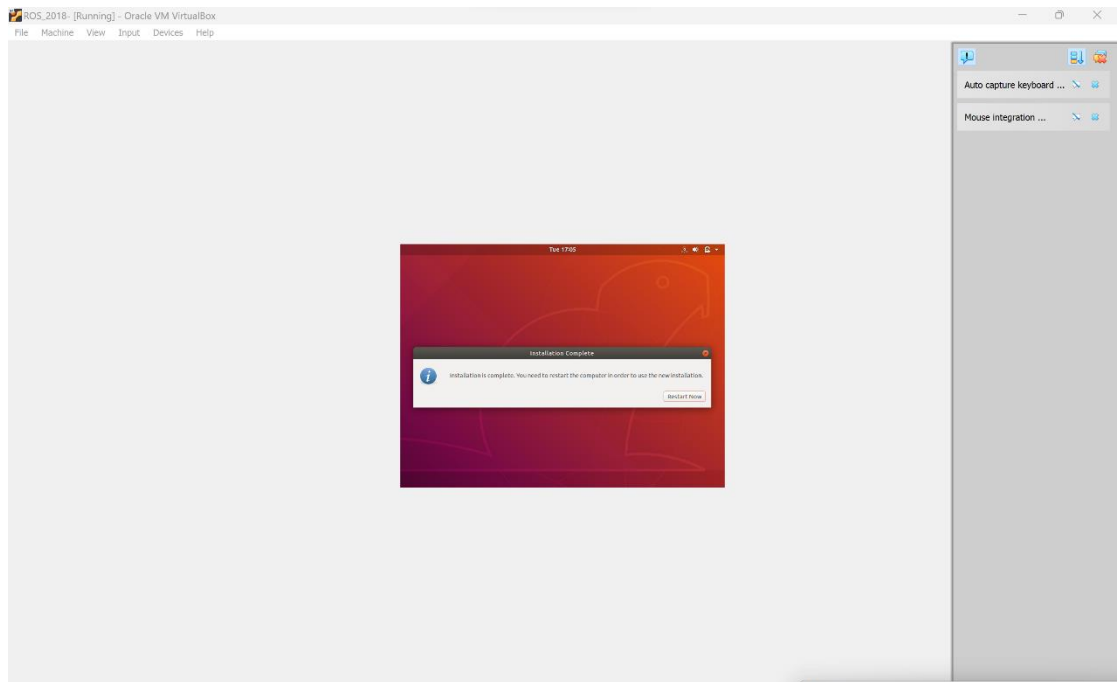 ROS_2018- [Running] - Oracle VM VirtualBox
File Machine View Input Devices Help
Auto capture keyboard ...
Mouse integration ...
Tue 17:05
Installation Complete
Installation is complete. You need to restart the computer in order to use the new installation.
Restart Now